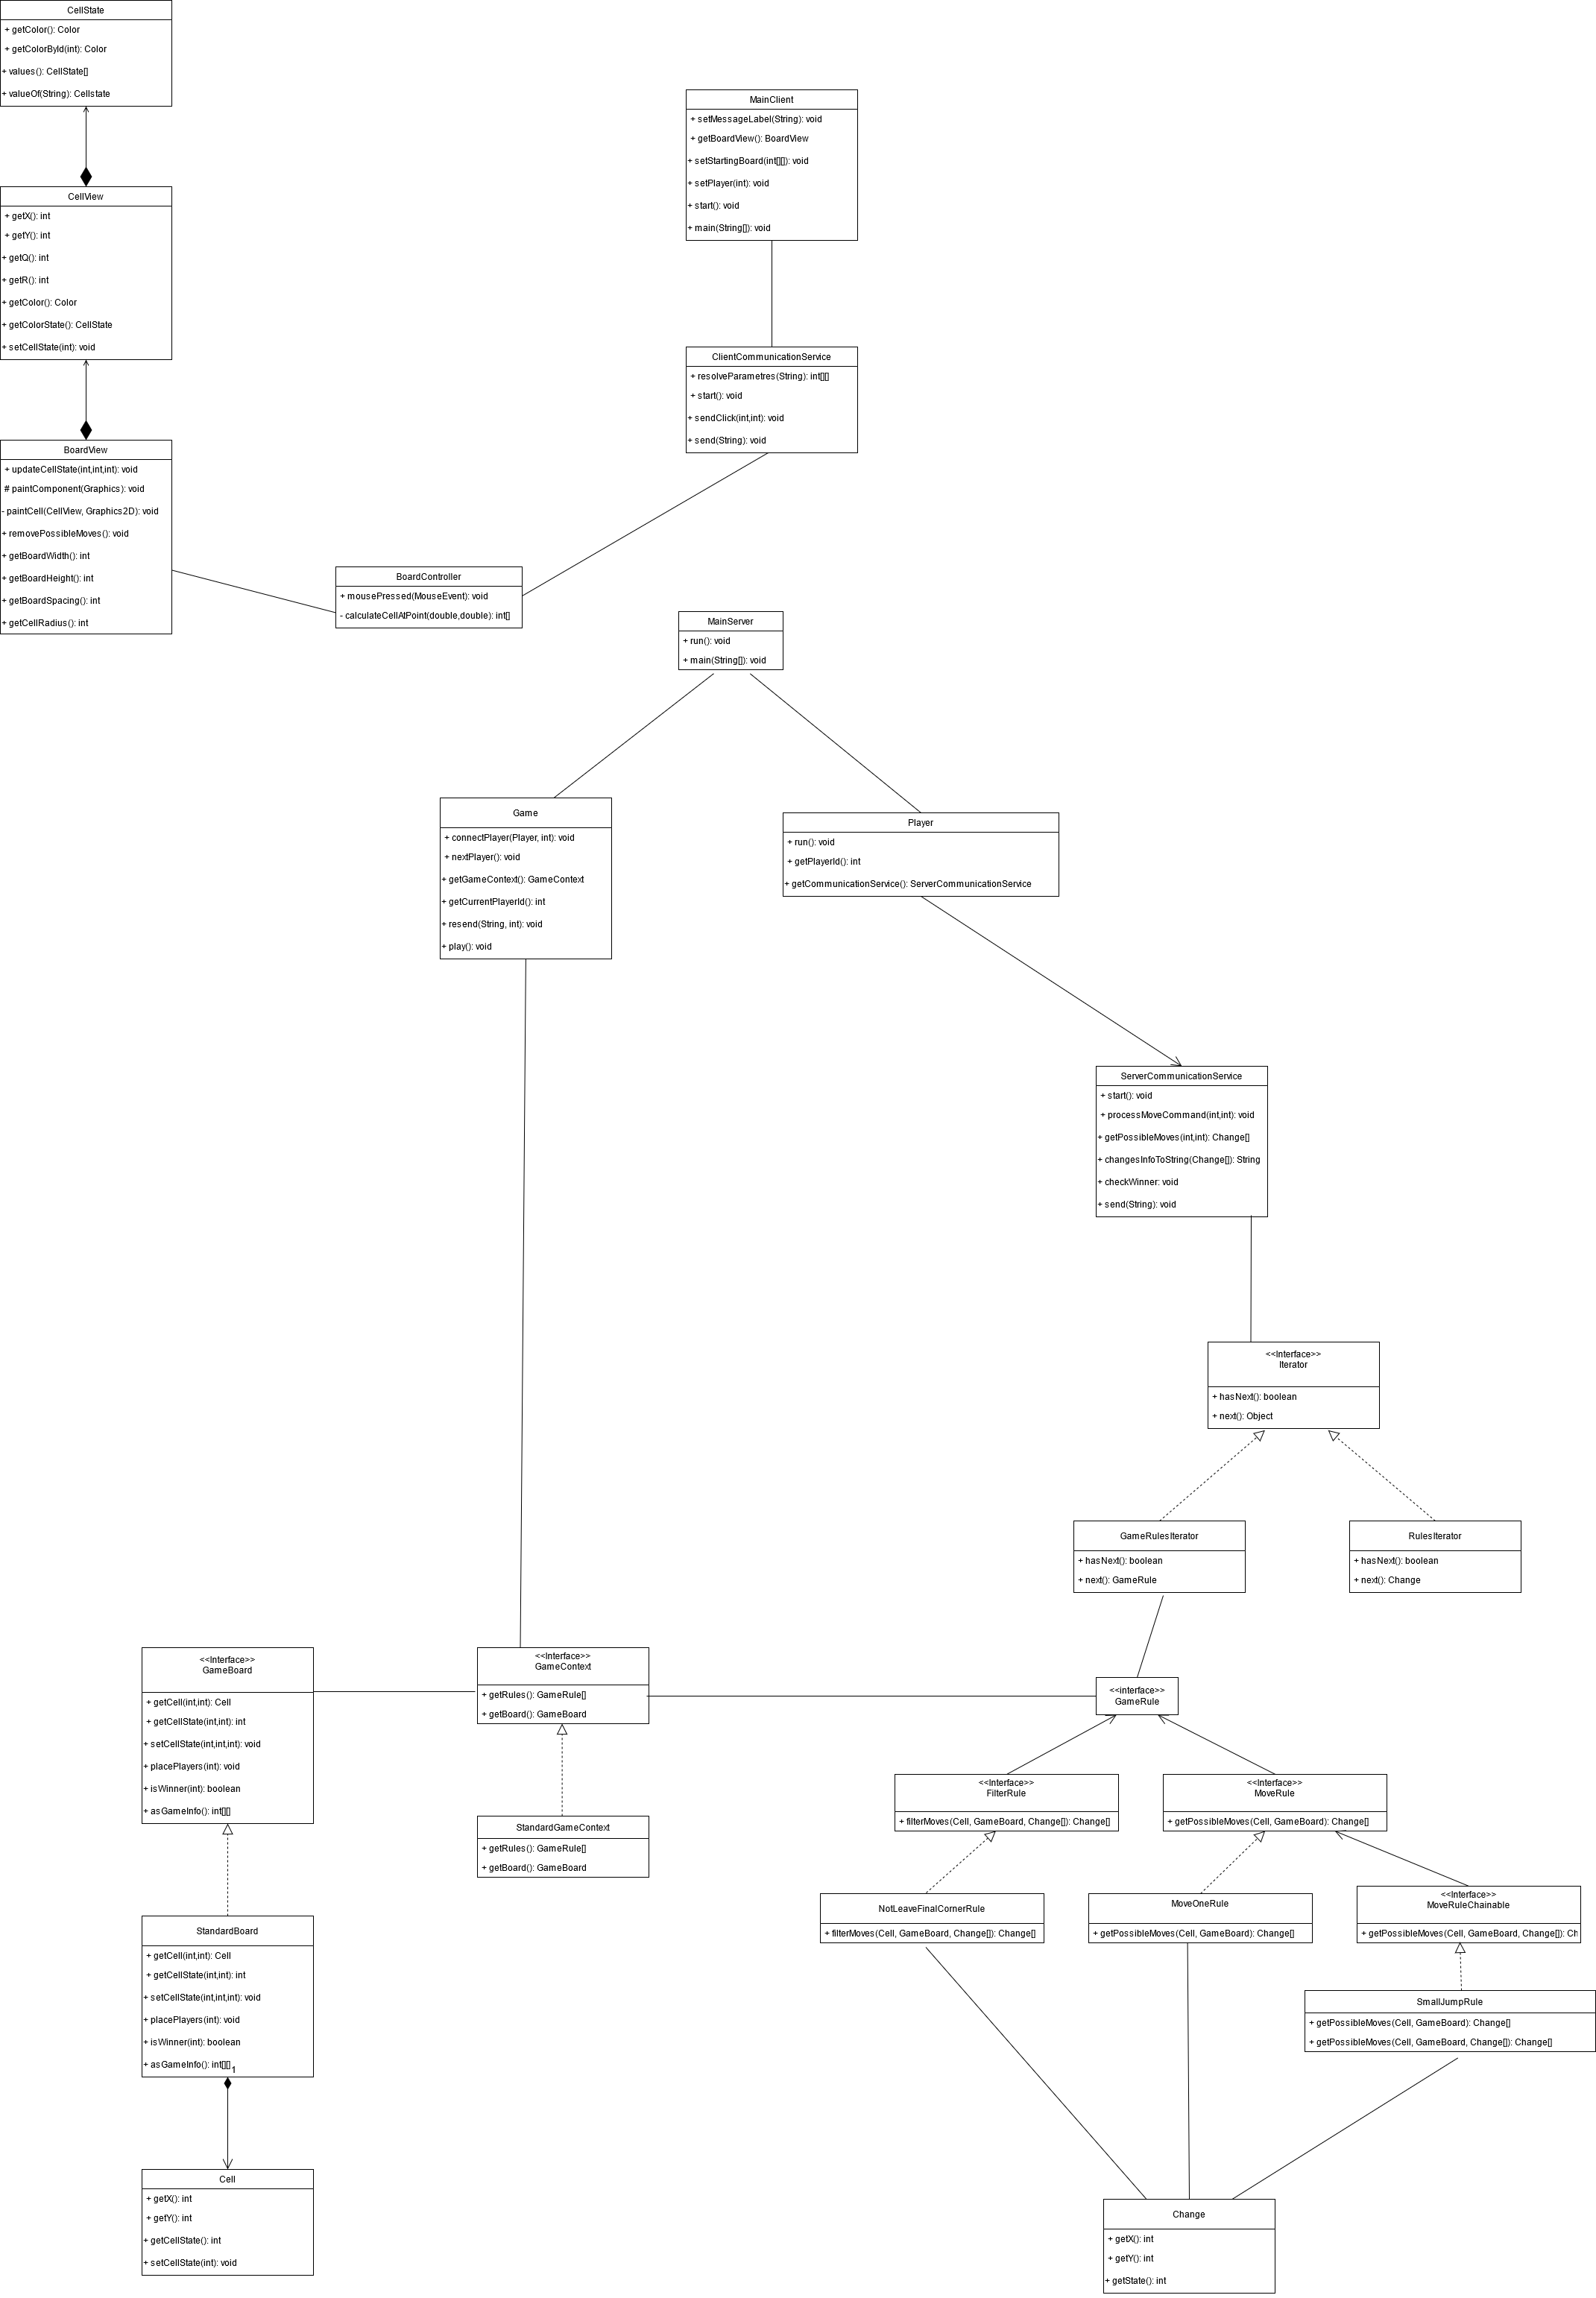 CellState
+ getColor(): Color
+ getColorById(int): Color
+ values(): CellState[]
+ valueOf(String): Cellstate
CellView
+ getX(): int
+ getY(): int
+ getQ(): int
+ getR(): int
+ getColor(): Color
+ getColorState(): CellState
+ setCellState(int): void
BoardView
+ updateCellState(int,int,int): void
# paintComponent(Graphics): void
- paintCell(CellView, Graphics2D): void
+ removePossibleMoves(): void
+ getBoardWidth(): int
+ getBoardHeight(): int
+ getBoardSpacing(): int
+ getCellRadius(): int
MainClient
+ setMessageLabel(String): void
+ getBoardView(): BoardView
+ setStartingBoard(int[][]): void
+ setPlayer(int): void
+ start(): void
+ main(String[]): void
ClientCommunicationService
+ resolveParametres(String): int[][]
+ start(): void
+ sendClick(int,int): void
+ send(String): void
BoardController
+ mousePressed(MouseEvent): void
- calculateCellAtPoint(double,double): int[]
MainServer
+ run(): void
+ main(String[]): void
Game
+ connectPlayer(Player, int): void
+ nextPlayer(): void
+ getGameContext(): GameContext
+ getCurrentPlayerId(): int
+ resend(String, int): void
+ play(): void
Player
+ run(): void
+ getPlayerId(): int
+ getCommunicationService(): ServerCommunicationService
ServerCommunicationService
+ start(): void
+ processMoveCommand(int,int): void
+ getPossibleMoves(int,int): Change[]
+ changesInfoToString(Change[]): String
+ checkWinner: void
+ send(String): void
<<Interface>>
Iterator
+ hasNext(): boolean
+ next(): Object
GameRulesIterator
+ hasNext(): boolean
+ next(): GameRule
RulesIterator
+ hasNext(): boolean
+ next(): Change
<<Interface>>
GameBoard
+ getCell(int,int): Cell
+ getCellState(int,int): int
+ setCellState(int,int,int): void
+ placePlayers(int): void
+ isWinner(int): boolean
+ asGameInfo(): int[][]
<<Interface>>
GameContext
+ getRules(): GameRule[]
+ getBoard(): GameBoard
<<interface>>
GameRule
StandardGameContext
+ getRules(): GameRule[]
+ getBoard(): GameBoard
<<Interface>>
FilterRule
+ filterMoves(Cell, GameBoard, Change[]): Change[]
<<Interface>>
MoveRule
+ getPossibleMoves(Cell, GameBoard): Change[]
NotLeaveFinalCornerRule
+ filterMoves(Cell, GameBoard, Change[]): Change[]
MoveOneRule
+ getPossibleMoves(Cell, GameBoard): Change[]
<<Interface>>
MoveRuleChainable
+ getPossibleMoves(Cell, GameBoard, Change[]): Ch
SmallJumpRule
+ getPossibleMoves(Cell, GameBoard): Change[]
+ getPossibleMoves(Cell, GameBoard, Change[]): Change[]
StandardBoard
+ getCell(int,int): Cell
+ getCellState(int,int): int
+ setCellState(int,int,int): void
+ placePlayers(int): void
+ isWinner(int): boolean
+ asGameInfo(): int[][]
1
Cell
+ getX(): int
+ getY(): int
+ getCellState(): int
+ setCellState(int): void
Change
+ getX(): int
+ getY(): int
+ getState(): int